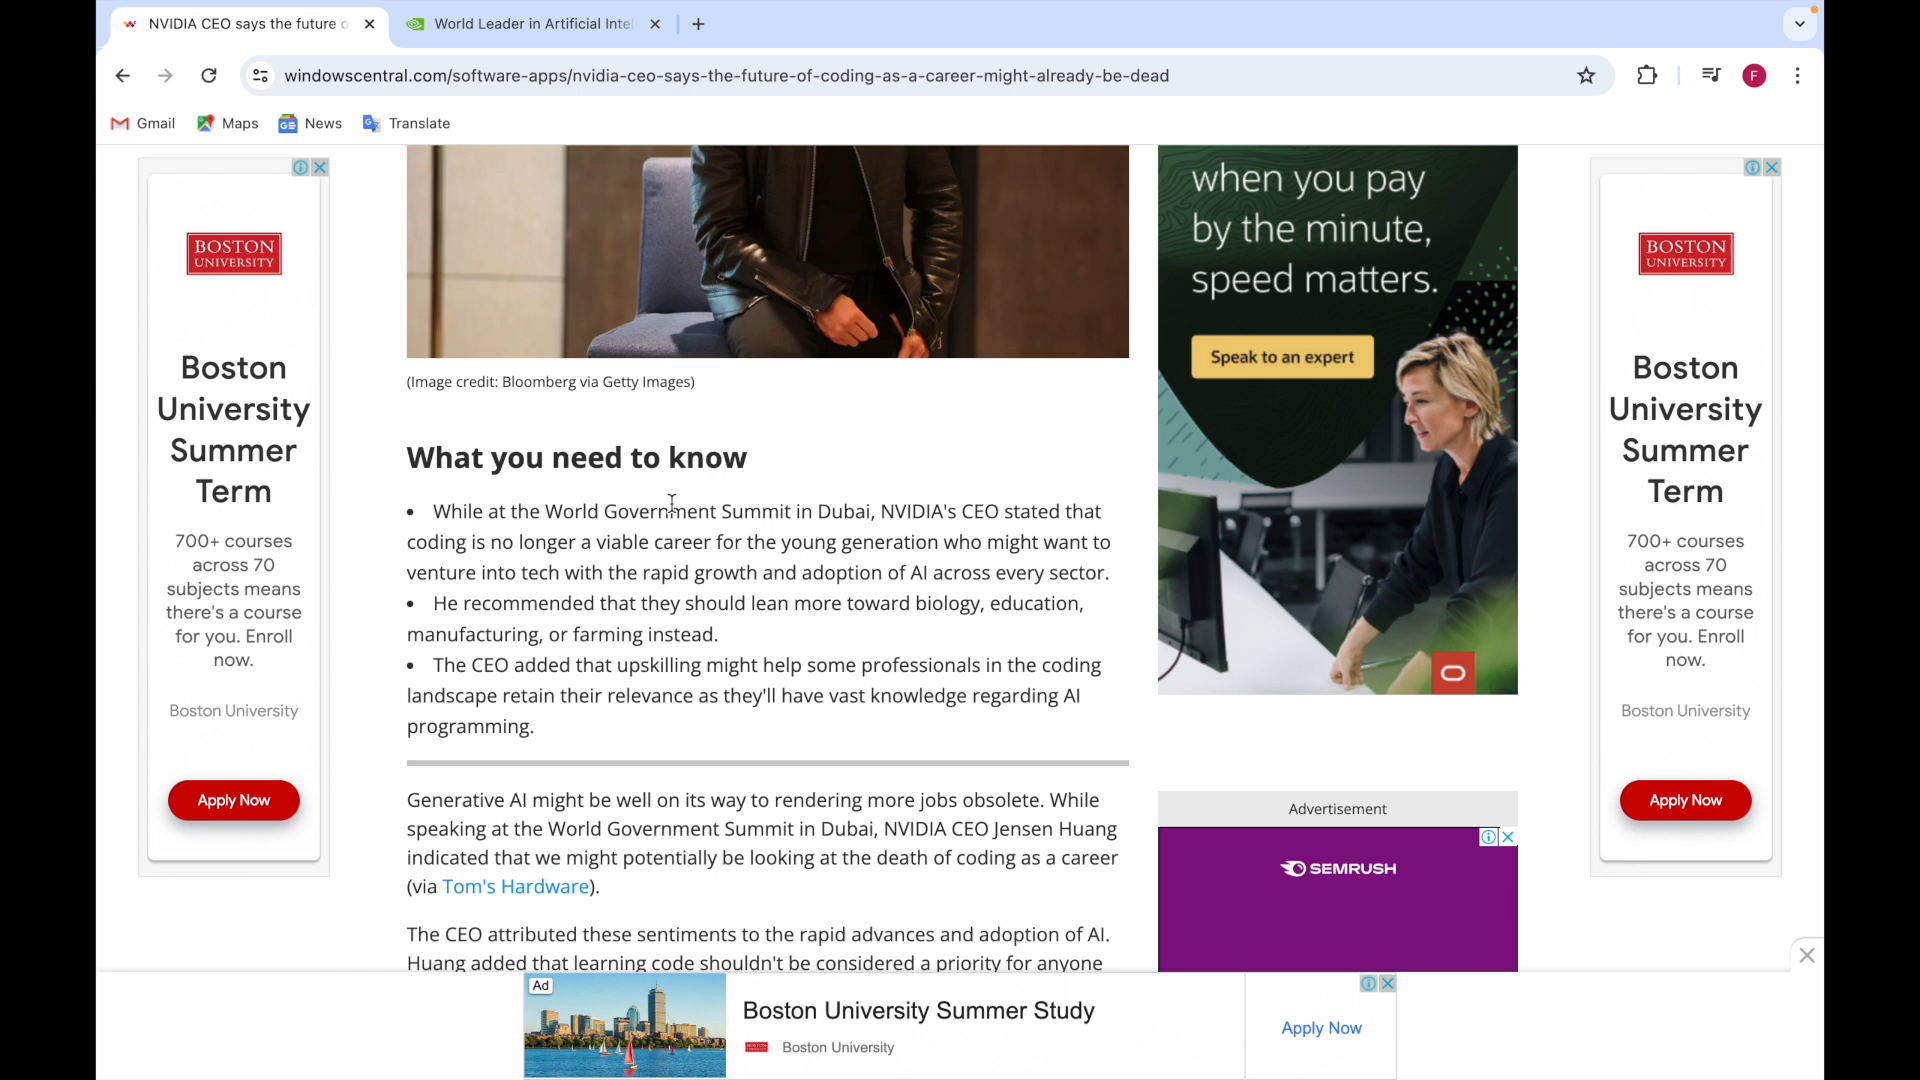 NVIDIA CEO says the future o
World Leader in Artificial Intel
windowscentral.com/software-apps/nvidia-ceo-says-the-future-of-coding-as-a-career-might-already-be-dead
F
Gmail
Maps
News
Translate
BOSTON
UNIVERSITY
Boston
University
Summer
Term
700+ courses
across 70
subjects means
there's a course
for you. Enroll
now.
Boston University
Apply Now
(Image credit: Bloomberg via Getty Images)
What you need to know
• While at the World Government Summit in Dubai, NVIDIA's CEO stated that
coding is no longer a viable career for the young generation who might want to
venture into tech with the rapid growth and adoption of AI across every sector.
• He recommended that they should lean more toward biology, education,
manufacturing, or farming instead.
• The CEO added that upskilling might help some professionals in the coding
landscape retain their relevance as they'll have vast knowledge regarding AI
programming.
Generative AI might be well on its way to rendering more jobs obsolete. While
speaking at the World Government Summit in Dubai, NVIDIA CEO Jensen Huang
indicated that we might potentially be looking at the death of coding as a career
(via Tom's Hardware).
The CEO attributed these sentiments to the rapid advances and adoption of AI.
Huang added that learning code shouldn't be considered a priority for anyone
when you pay
by the minute,
speed matters.
Speak to an expert
Advertisement
SEMRUSH
BOSTON
UNIVERSITY
Boston
University
Summer
Term
700+ courses
across 70
subjects means
there's a course
for you. Enroll
now.
Boston University
Apply Now
Ad
Boston University Summer Study
BOSTON
Boston University
Apply Now